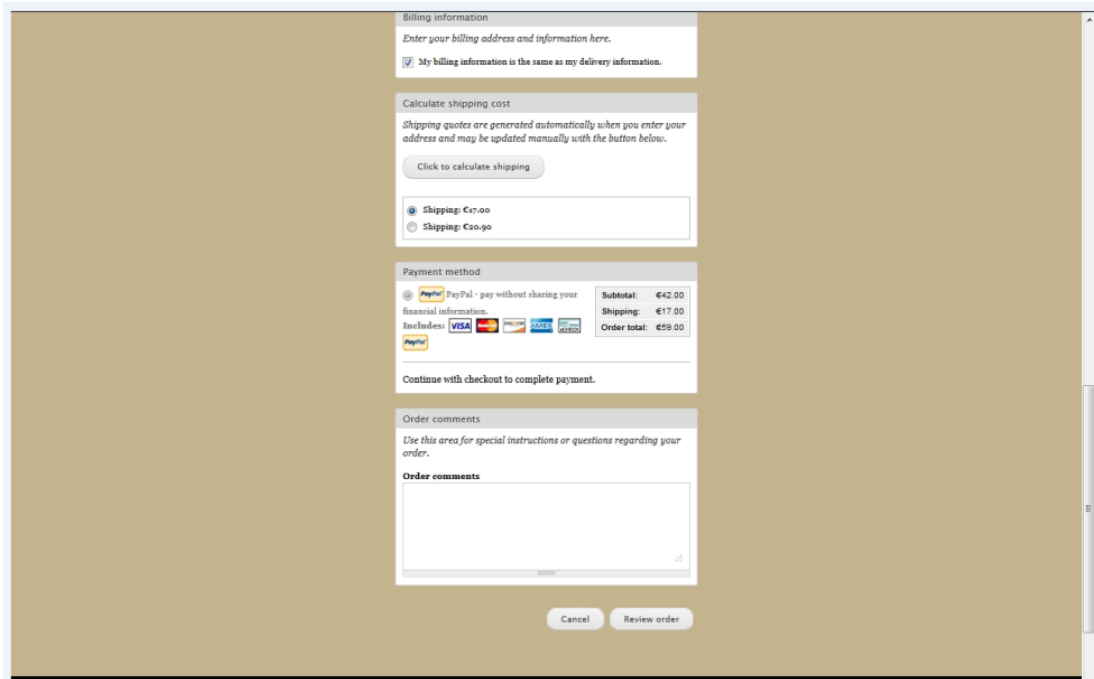 Billing information
Enter your billing address and information here.
My billing information is the same as my delivery information.
Calculate shipping cost
Shipping quotes are generated automatically when you enter your
address and may be updated manually with the button below.
Click to calculate shipping
Shipping: €17.00
Shipping: €20.90
Payment method
PayPal PayPal - pay without sharing your
financial information.
Includes: VISA MasterCard DISCOVER AMEX eCHECK
PayPal
Subtotal: €42.00
Shipping: €17.00
Order total: €59.00
Continue with checkout to complete payment.
Order comments
Use this area for special instructions or questions regarding your
order.
Order comments
Cancel Review order